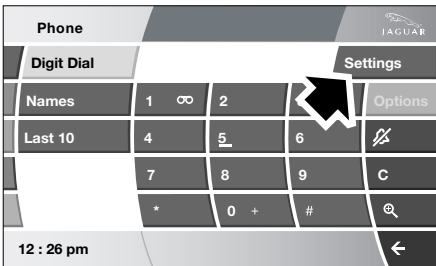 Phone
JAGUAR
Digit Dial
Settings
Names
1
2
Options
Last 10
4
5
6
7
8
9
C
*
0 +
#
12 : 26 pm